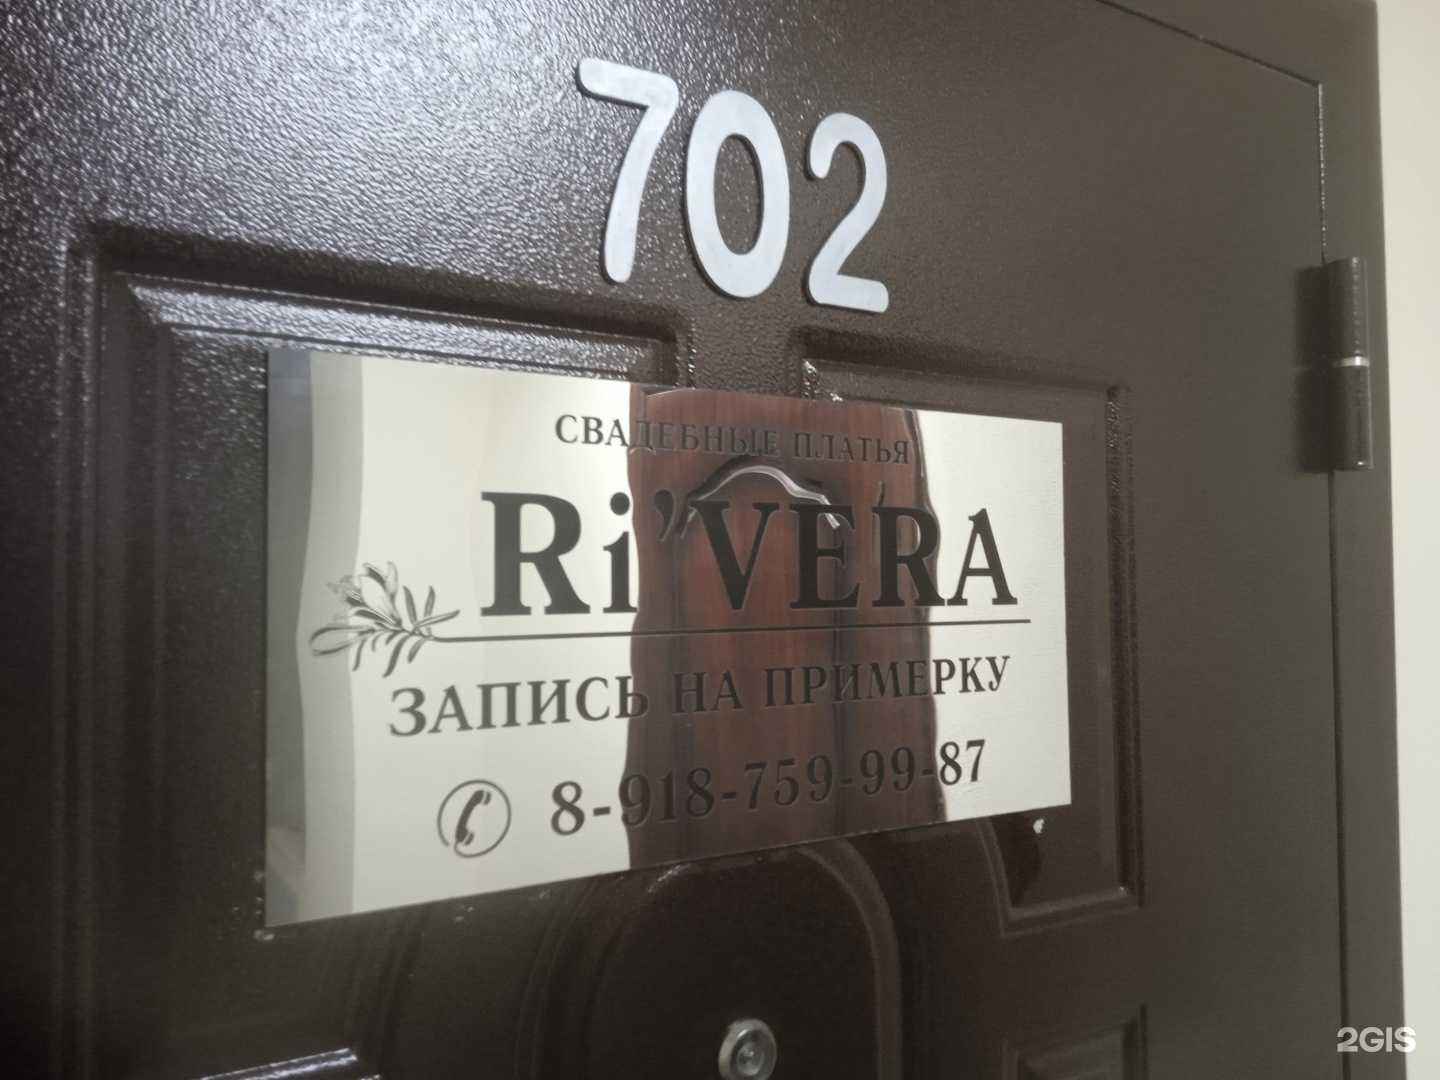 702
СВАДЕБНЫЕ ПЛАТЬЯ
Ri'VERA
ЗАПИСЬ НА ПРИМЕРКУ
8-918-759-99-87
2GIS